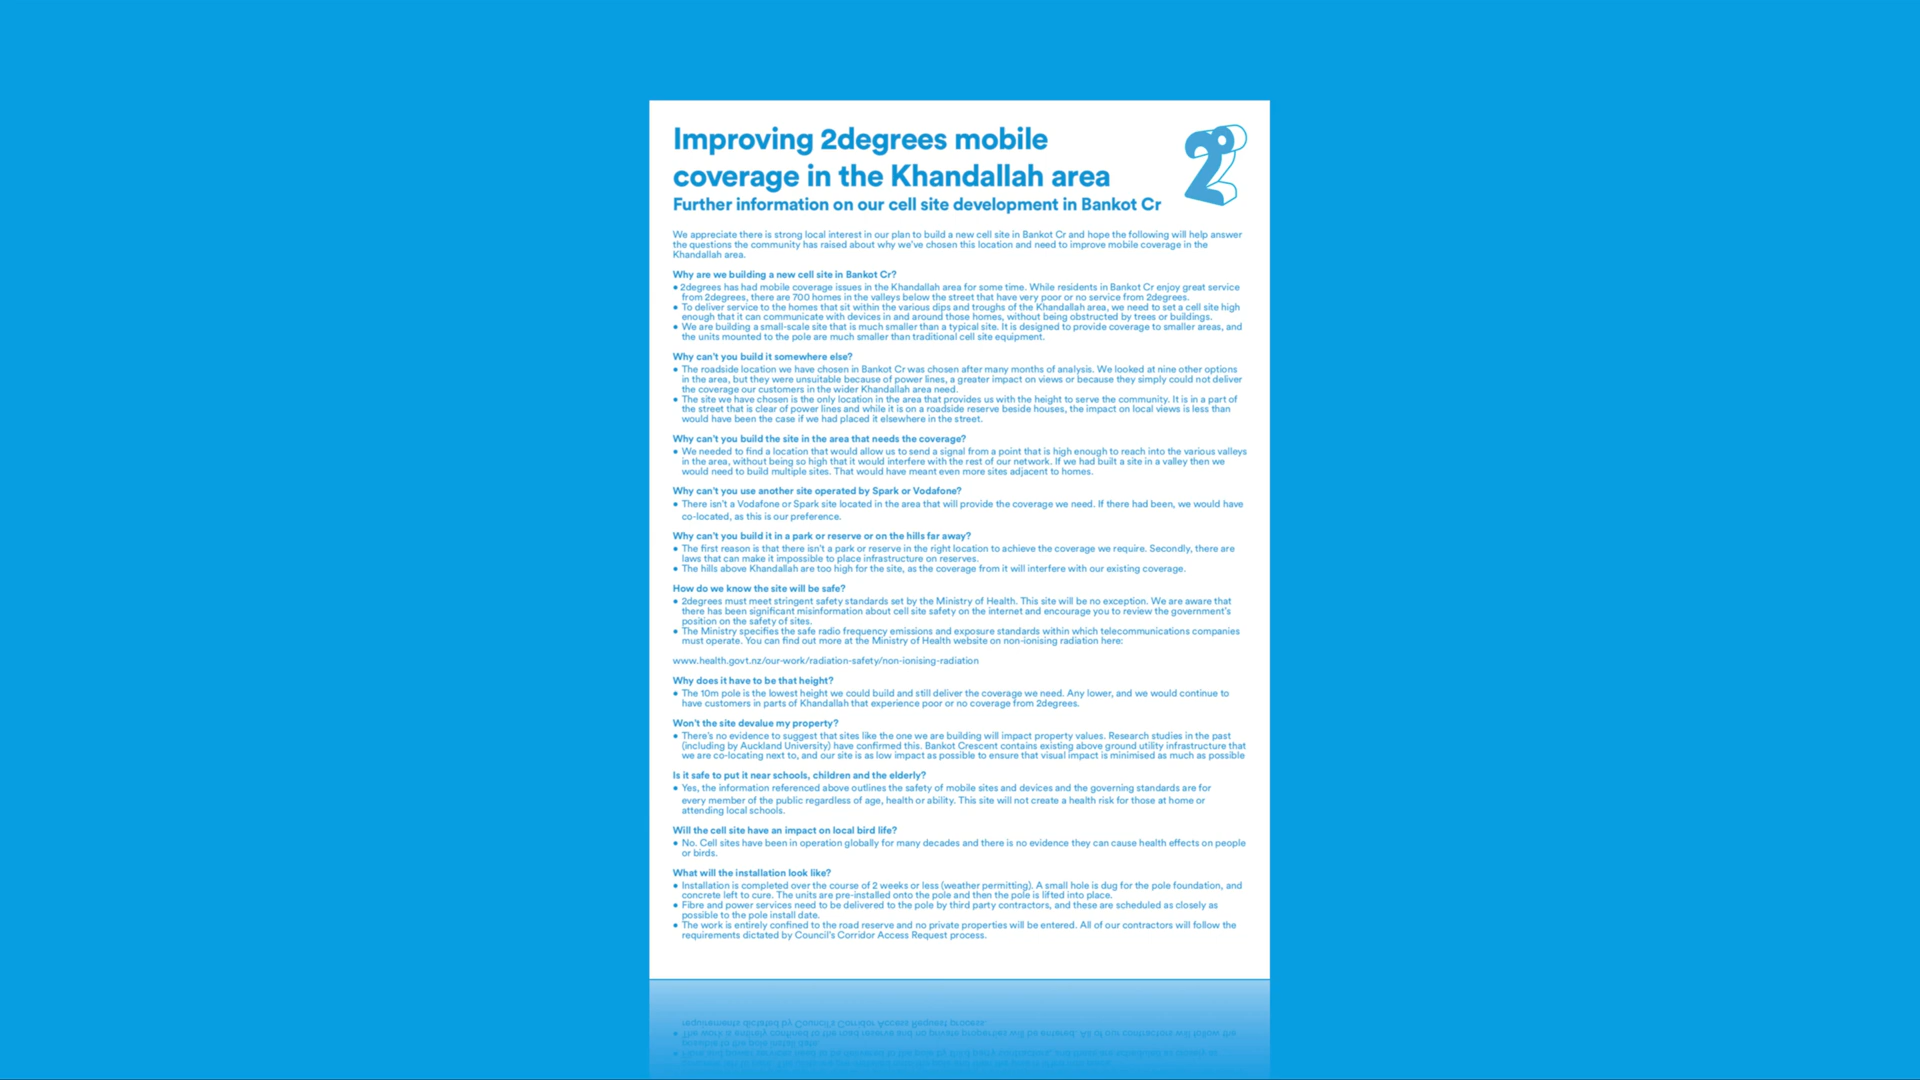 Improving 2degrees mobile
coverage in the Khandallah area
Further information on our cell site development in Bankot Cr
2°
We appreciate there is strong local interest in our plan to build a new cell site in Bankot Cr and hope the following will help answer
the questions the community has raised about why we've chosen this location and need to improve mobile coverage in the
Khandallah area.
Why are we building a new cell site in Bankot Cr?
• 2degrees has had mobile coverage issues in the Khandallah area for some time. While residents in Bankot Cr enjoy great service
from 2degrees, there are 700 homes in the valleys below the street that have very poor or no service from 2degrees.
• To deliver service to the homes that sit within the various dips and troughs of the Khandallah area, we need to set a cell site high
enough that it can communicate with devices in and around those homes, without being obstructed by trees or buildings.
• We are building a small-scale site that is much smaller than a typical site. It is designed to provide coverage to smaller areas, and
the units mounted to the pole are much smaller than traditional cell site equipment.
Why can't you build it somewhere else?
• The roadside location we have chosen in Bankot Cr was chosen after many months of analysis. We looked at nine other options
in the area, but they were unsuitable because of power lines, a greater impact on views or because they simply could not deliver
the coverage our customers in the wider Khandallah area need.
• The site we have chosen is the only location in the area that provides us with the height to serve the community. It is in a part of
the street that is clear of power lines and while it is on a roadside reserve beside houses, the impact on local views is less than
would have been the case if we had placed it elsewhere in the street.
Why can't you build the site in the area that needs the coverage?
• We needed to find a location that would allow us to send a signal from a point that is high enough to reach into the various valleys
in the area, without being so high that it would interfere with the rest of our network. If we had built a site in a valley then we
would need to build multiple sites. That would have meant even more sites adjacent to homes.
Why can't you use another site operated by Spark or Vodafone?
• There isn't a Vodafone or Spark site located in the area that will provide the coverage we need. If there had been, we would have
co-located, as this is our preference.
Why can't you build it in a park or reserve or on the hills far away?
• The first reason is that there isn't a park or reserve in the right location to achieve the coverage we require. Secondly, there are
laws that can make it impossible to place infrastructure on reserves.
• The hills above Khandallah are too high for the site, as the coverage from it will interfere with our existing coverage.
How do we know the site will be safe?
• 2degrees must meet stringent safety standards set by the Ministry of Health. This site will be no exception. We are aware that
there has been significant misinformation about cell site safety on the internet and encourage you to review the government's
position on the safety of sites.
• The Ministry specifies the safe radio frequency emissions and exposure standards within which telecommunications companies
must operate. You can find out more at the Ministry of Health website on non-ionising radiation here:
www.health.govt.nz/our-work/radiation-safety/non-ionising-radiation
Why does it have to be that height?
• The 10m pole is the lowest height we could build and still deliver the coverage we need. Any lower, and we would continue to
have customers in parts of Khandallah that experience poor or no coverage from 2degrees.
Won't the site devalue my property?
• There's no evidence to suggest that sites like the one we are building will impact property values. Research studies in the past
(including by Auckland University) have confirmed this. Bankot Crescent contains existing above ground utility infrastructure that
we are co-locating next to, and our site is as low impact as possible to ensure that visual impact is minimised as much as possible
Is it safe to put it near schools, children and the elderly?
• Yes, the information referenced above outlines the safety of mobile sites and devices and the governing standards are for
every member of the public regardless of age, health or ability. This site will not create a health risk for those at home or
attending local schools.
Will the cell site have an impact on local bird life?
• No. Cell sites have been in operation globally for many decades and there is no evidence they can cause health effects on people
or birds.
What will the installation look like?
• Installation is completed over the course of 2 weeks or less (weather permitting). A small hole is dug for the pole foundation, and
concrete left to cure. The units are pre-installed onto the pole and then the pole is lifted into place.
• Fibre and power services need to be delivered to the pole by third party contractors, and these are scheduled as closely as
possible to the pole install date.
• The work is entirely confined to the road reserve and no private properties will be entered. All of our contractors will follow the
requirements dictated by Council's Corridor Access Request process.